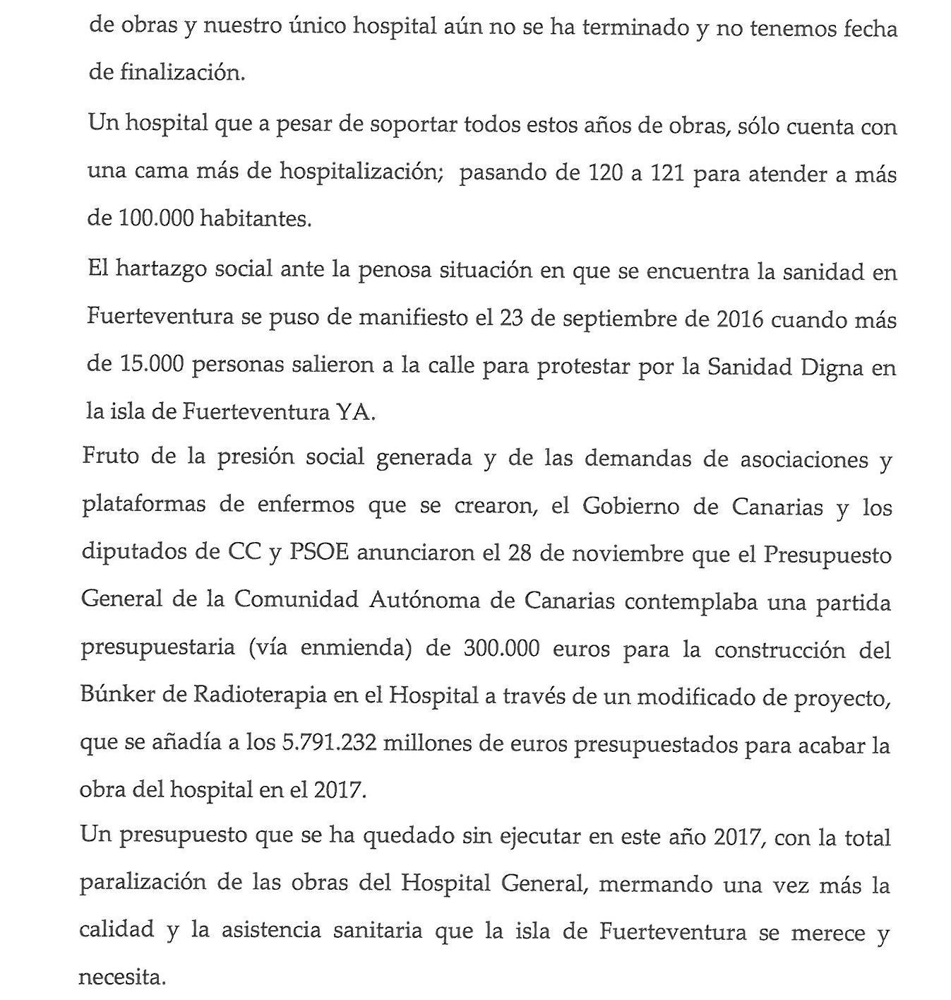 de obras y nuestro único hospital aún no se ha terminado y no tenemos fecha
de finalización.
Un hospital que a pesar de soportar todos estos años de obras, sólo cuenta con
una cama más de hospitalización; pasando de 120 a 121 para atender a más
de 100.000 habitantes.
El hartazgo social ante la penosa situación en que se encuentra la sanidad en
Fuerteventura se puso de manifiesto el 23 de septiembre de 2016 cuando más
de 15.000 personas salieron a la calle para protestar por la Sanidad Digna en
la isla de Fuerteventura YA.
Fruto de la presión social generada y de las demandas de asociaciones y
plataformas de enfermos que se crearon, el Gobierno de Canarias y los
diputados de CC y PSOE anunciaron el 28 de noviembre que el Presupuesto
General de la Comunidad Autónoma de Canarias contemplaba una partida
presupuestaria (vía enmienda) de 300.000 euros para la construcción del
Búnker de Radioterapia en el Hospital a través de un modificado de proyecto,
que se añadía a los 5.791.232 millones de euros presupuestados para acabar la
obra del hospital en el 2017.
Un presupuesto que se ha quedado sin ejecutar en este año 2017, con la total
paralización de las obras del Hospital General, mermando una vez más la
calidad y la asistencia sanitaria que la isla de Fuerteventura se merece y
necesita.